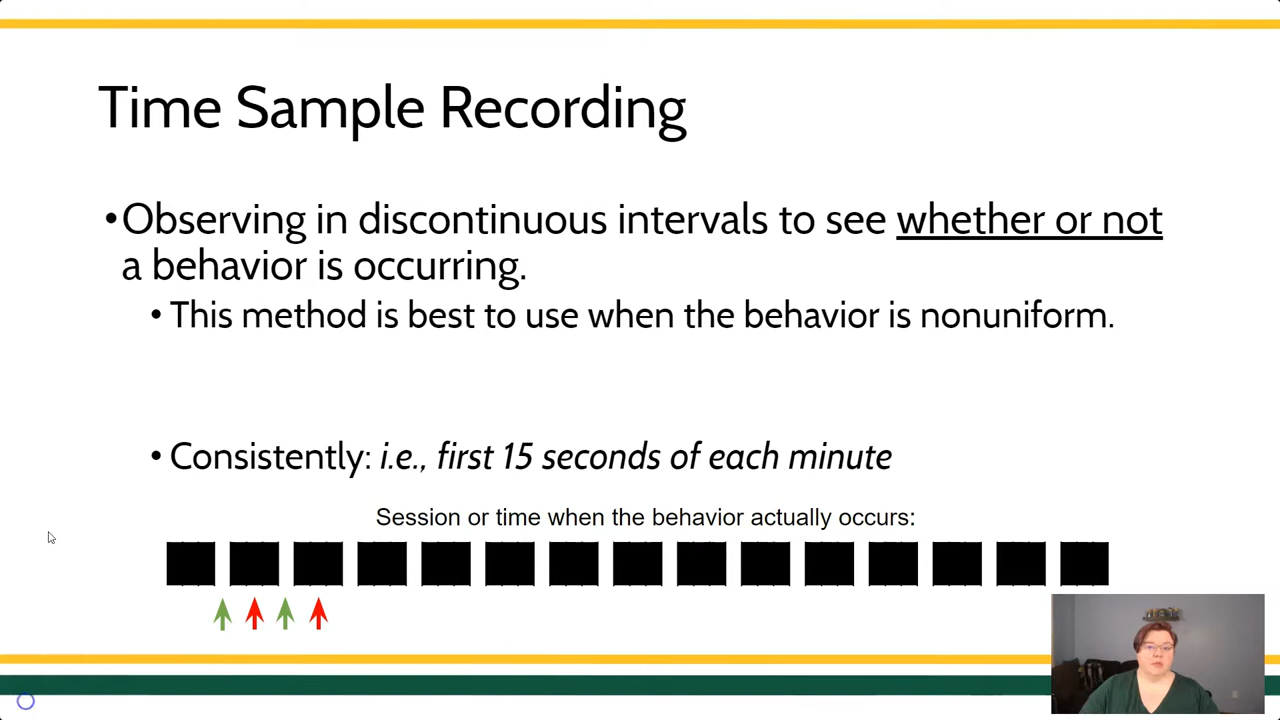 Time Sample Recording
•Observing in discontinuous intervals to see whether or not
a behavior is occurring.
• This method is best to use when the behavior is nonuniform.
• Consistently: i.e., first 15 seconds of each minute
Session or time when the behavior actually occurs: